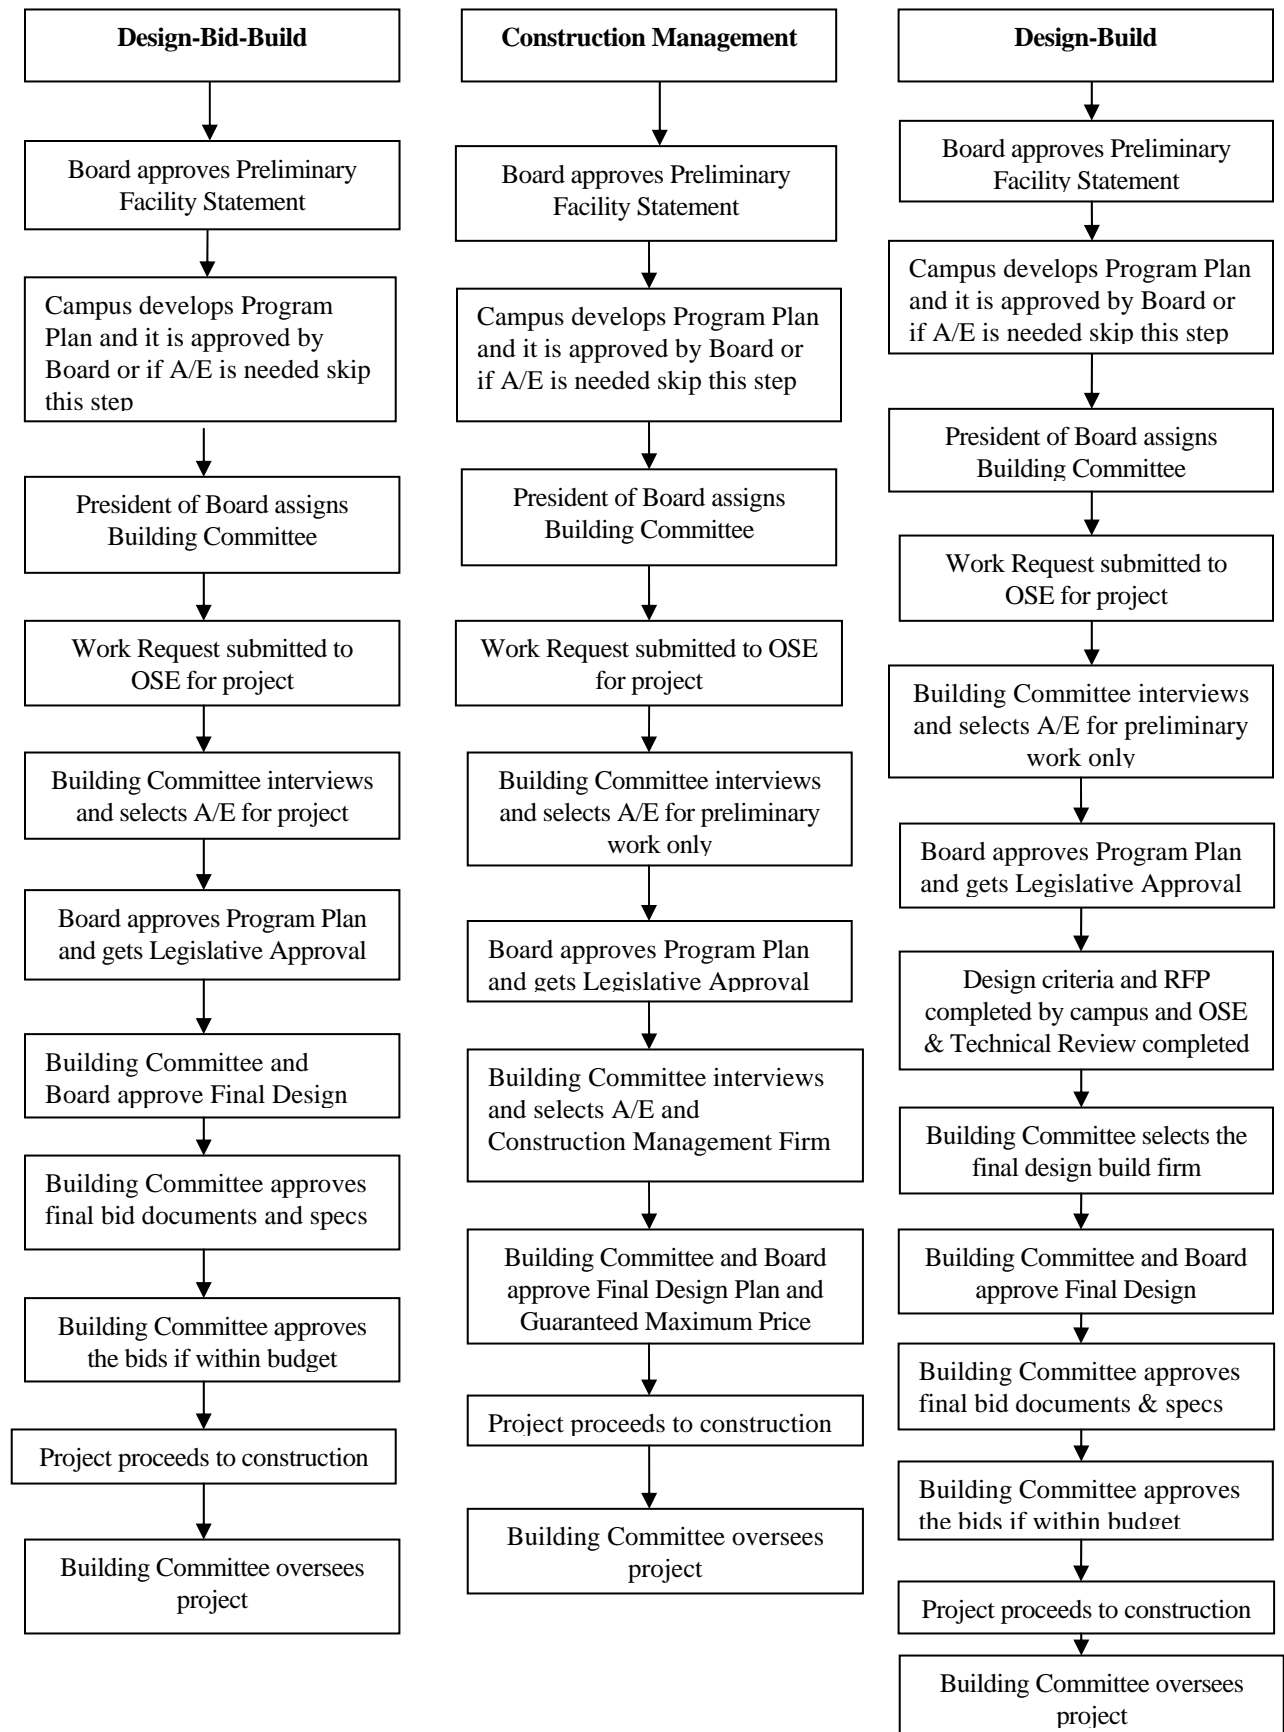 Design-Bid-Build
Board approves Preliminary
Facility Statement
Campus develops Program
Plan and it is approved by
Board or if A/E is needed skip
this step
President of Board assigns
Building Committee
Work Request submitted to
OSE for project
Building Committee interviews
and selects A/E for project
Board approves Program Plan
and gets Legislative Approval
Building Committee and
Board approve Final Design
Building Committee approves
final bid documents and specs
Building Committee approves
the bids if within budget
Project proceeds to construction
Building Committee oversees
project
Construction Management
Board approves Preliminary
Facility Statement
Campus develops Program Plan
and it is approved by Board or
if A/E is needed skip this step
President of Board assigns
Building Committee
Work Request submitted to OSE
for project
Building Committee interviews
and selects A/E for preliminary
work only
Board approves Program Plan
and gets Legislative Approval
Building Committee interviews
and selects A/E and
Construction Management Firm
Building Committee and Board
approve Final Design Plan and
Guaranteed Maximum Price
Project proceeds to construction
Building Committee oversees
project
Design-Build
Board approves Preliminary
Facility Statement
Campus develops Program Plan
and it is approved by Board or
if A/E is needed skip this step
President of Board assigns
Building Committee
Work Request submitted to
OSE for project
Building Committee interviews
and selects A/E for preliminary
work only
Board approves Program Plan
and gets Legislative Approval
Design criteria and RFP
completed by campus and OSE
& Technical Review completed
Building Committee selects the
final design build firm
Building Committee and Board
approve Final Design
Building Committee approves
final bid documents & specs
Building Committee approves
the bids if within budget
Project proceeds to construction
Building Committee oversees
project